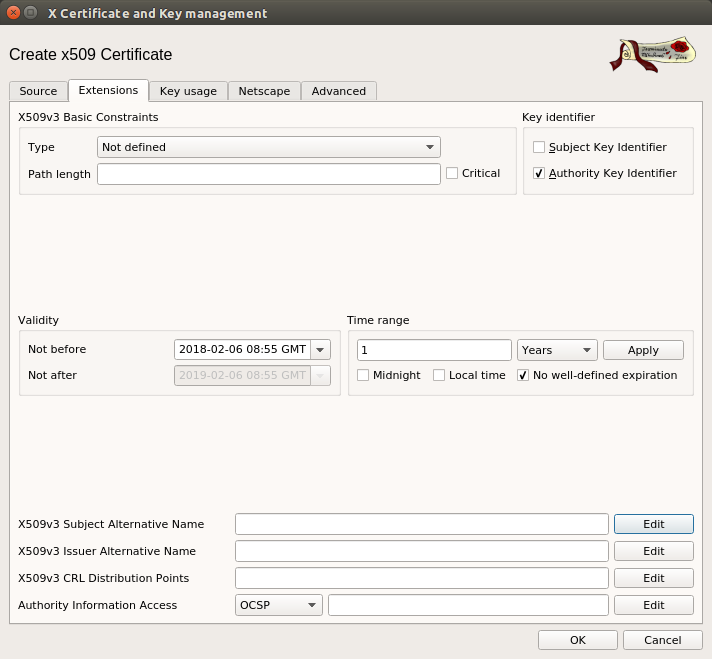 X Certificate and Key management
Create x509 Certificate
Source Extensions Key usage Netscape Advanced
X509v3 Basic Constraints Key identifier
Type Not defined Subject Key Identifier
Path length Critical Authority Key Identifier
Validity Time range
Not before 2018-02-06 08:55 GMT 1 Years Apply
Not after 2019-02-06 08:55 GMT Midnight Local time No well-defined expiration
X509v3 Subject Alternative Name Edit
X509v3 Issuer Alternative Name Edit
X509v3 CRL Distribution Points Edit
Authority Information Access OCSP Edit
OK Cancel